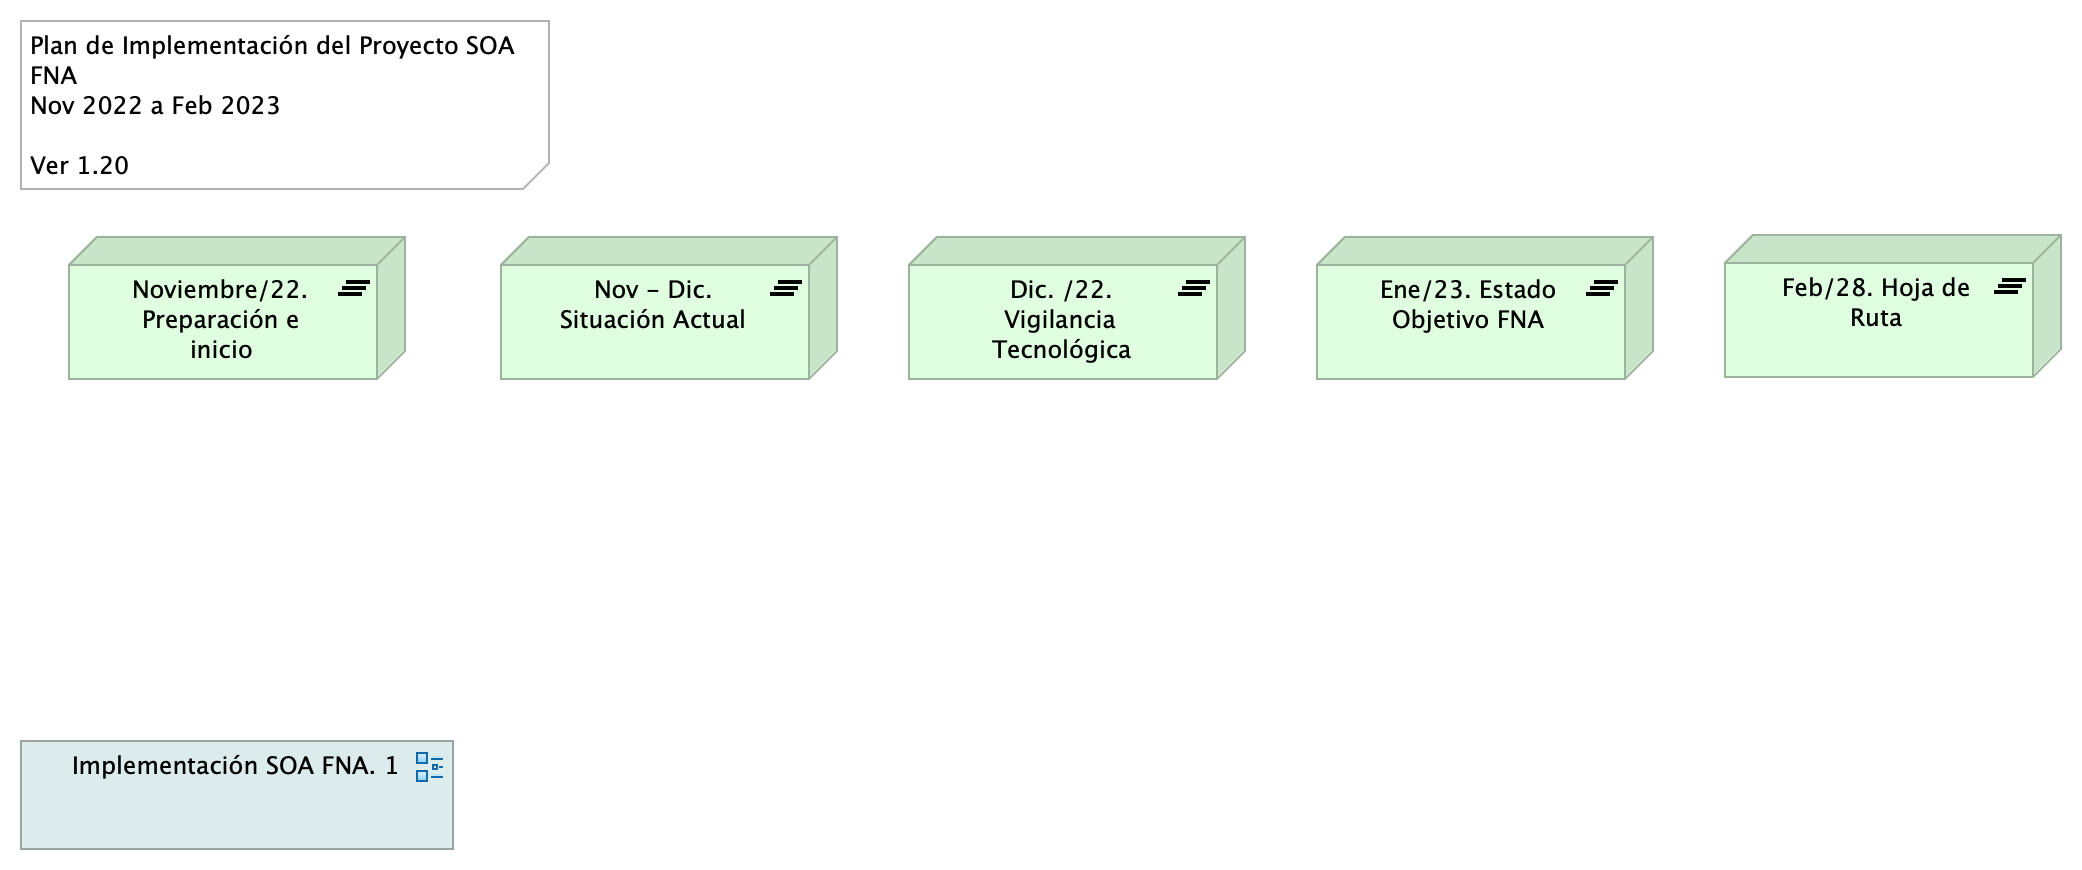 Plan de Implementación del Proyecto SOA
FNA
Nov 2022 a Feb 2023
Ver 1.20
Noviembre/22.
Preparación e
inicio
Nov - Dic.
Situación Actual
Dic. /22.
Vigilancia
Tecnológica
Ene/23. Estado
Objetivo FNA
Feb/28. Hoja de
Ruta
Implementación SOA FNA. 1